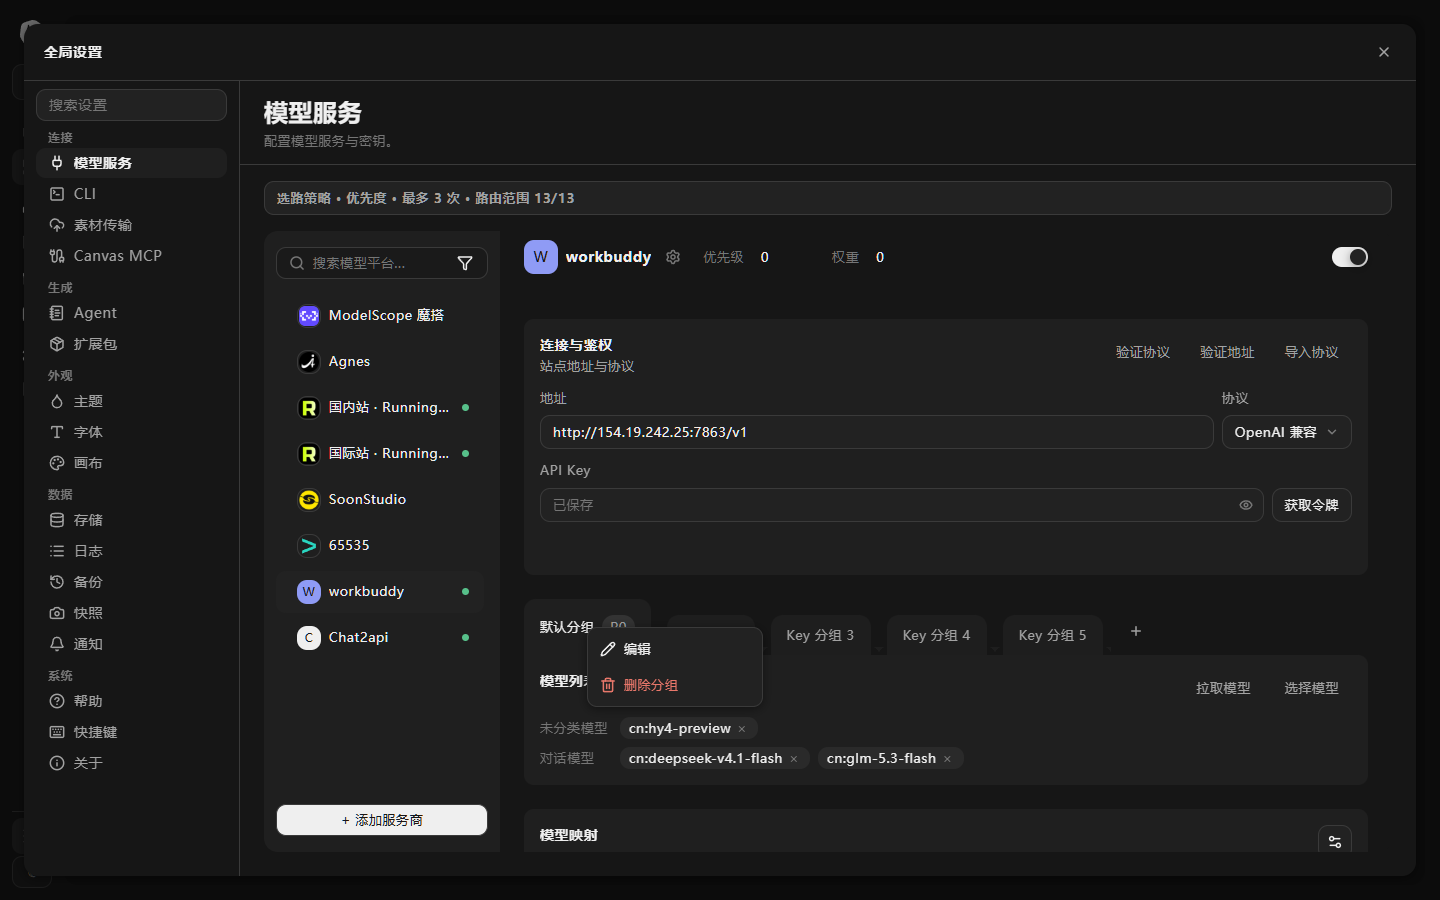 全局设置
搜索设置
连接
模型服务
CLI
素材传输
Canvas MCP
生成
Agent
扩展包
外观
主题
字体
画布
数据
存储
日志
备份
快照
通知
系统
帮助
快捷键
关于
模型服务
配置模型服务与密钥。
选路策略 • 优先度 • 最多 3 次 • 路由范围 13/13
搜索模型平台...
ModelScope 魔搭
Agnes
国内站 · Running...
国际站 · Running...
SoonStudio
65535
W workbuddy
C Chat2api
+ 添加服务商
W workbuddy 优先级 0 权重 0
连接与鉴权
站点地址与协议
验证协议 验证地址 导入协议
地址 协议
http://154.19.242.25:7863/v1 OpenAI 兼容
API Key
已保存 获取令牌
默认分组 Key 分组 3 Key 分组 4 Key 分组 5 +
编辑
删除分组
模型列 拉取模型 选择模型
未分类模型 cn:hy4-preview ×
对话模型 cn:deepseek-v4.1-flash × cn:glm-5.3-flash ×
模型映射